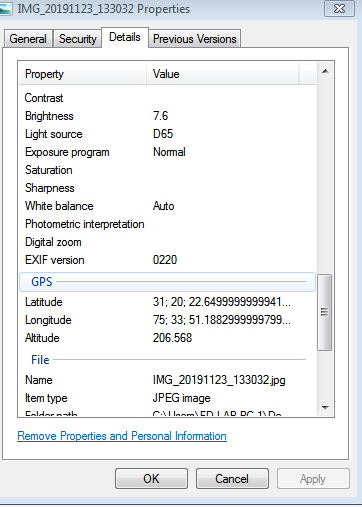 IMG_20191123_133032 Properties
General Security Details Previous Versions
Property Value
Contrast
Brightness 7.6
Light source D65
Exposure program Normal
Saturation
Sharpness
White balance Auto
Photometric interpretation
Digital zoom
EXIF version 0220
GPS
Latitude 31; 20; 22.6499999999941...
Longitude 75; 33; 51.1882999999799...
Altitude 206.568
File
Name IMG_20191123_133032.jpg
Item type JPEG image
Folder path C:\Users\ED LAB PC 1\De
Remove Properties and Personal Information
OK Cancel Apply